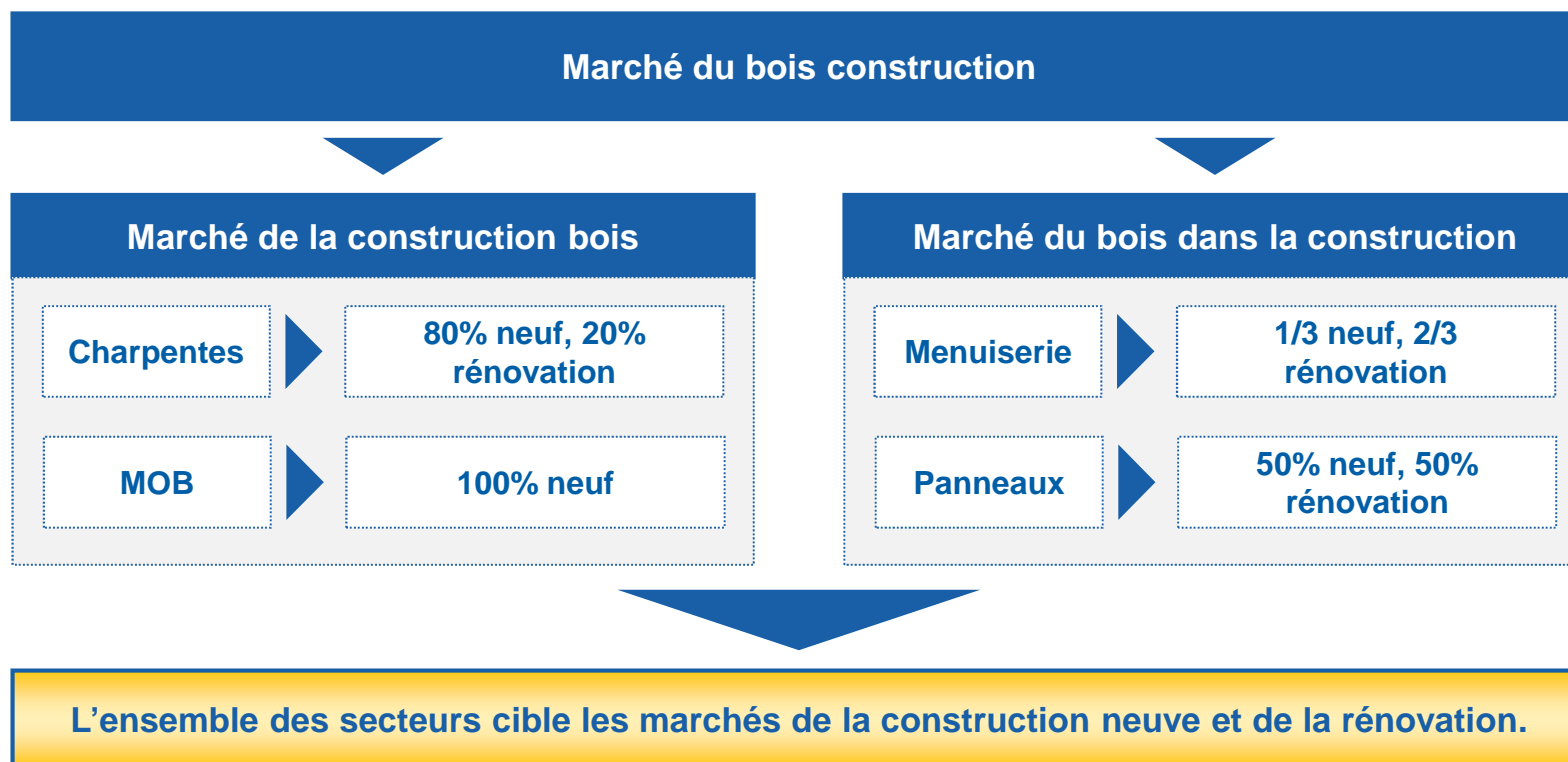 Marché du bois construction
Marché de la construction bois
Charpentes
80% neuf, 20%
rénovation
MOB
100% neuf
Marché du bois dans la construction
Menuiserie
1/3 neuf, 2/3
rénovation
Panneaux
50% neuf, 50%
rénovation
L’ensemble des secteurs cible les marchés de la construction neuve et de la rénovation.